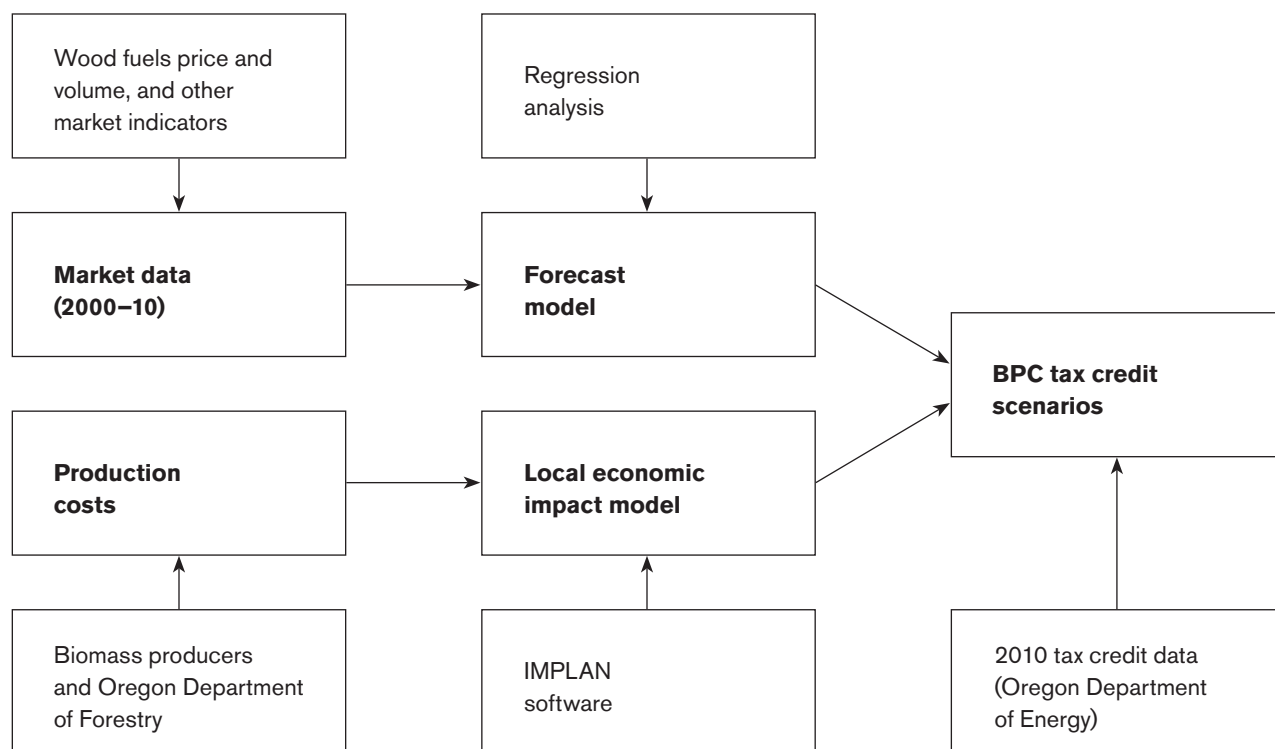 Wood fuels price and
volume, and other
market indicators
Regression
analysis
Market data
(2000–10)
Forecast
model
BPC tax credit
scenarios
Production
costs
Local economic
impact model
Biomass producers
and Oregon Department
of Forestry
IMPLAN
software
2010 tax credit data
(Oregon Department
of Energy)